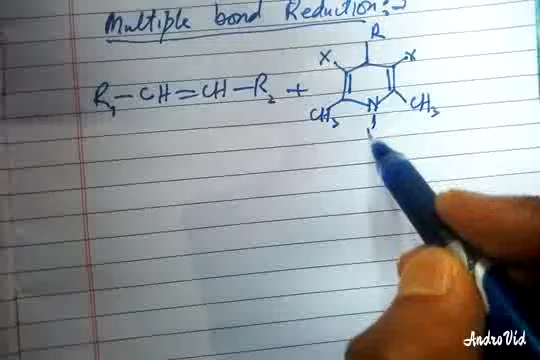 Multiple bond Reduction:-
R
X X
R₁-CH=CH-R₂ +
N
CH₃ CH₃
AndroVid